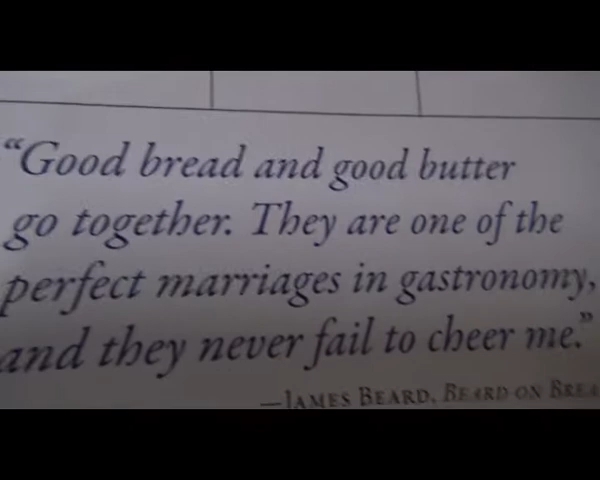 “Good bread and good butter
go together. They are one of the
perfect marriages in gastronomy,
and they never fail to cheer me.”
—JAMES BEARD, BEARD ON